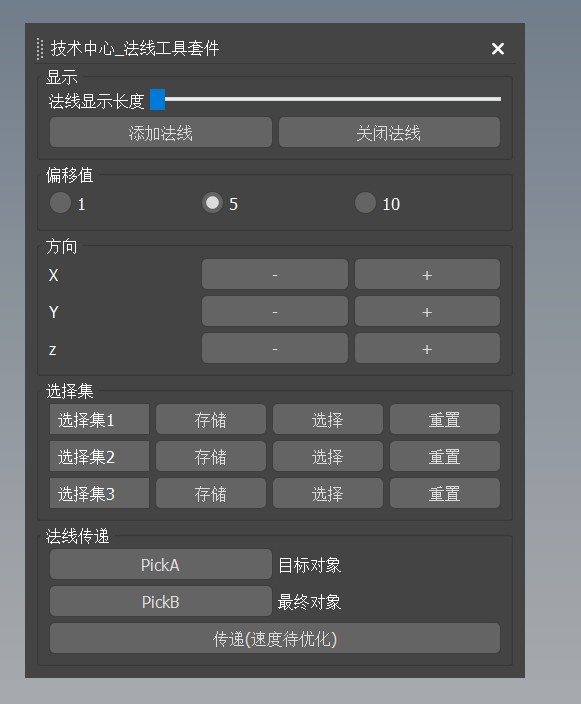 技术中心_法线工具套件
显示
法线显示长度
添加法线 关闭法线
偏移值
1 5 10
方向
X - +
Y - +
z - +
选择集
选择集1 存储 选择 重置
选择集2 存储 选择 重置
选择集3 存储 选择 重置
法线传递
PickA 目标对象
PickB 最终对象
传递(速度待优化)